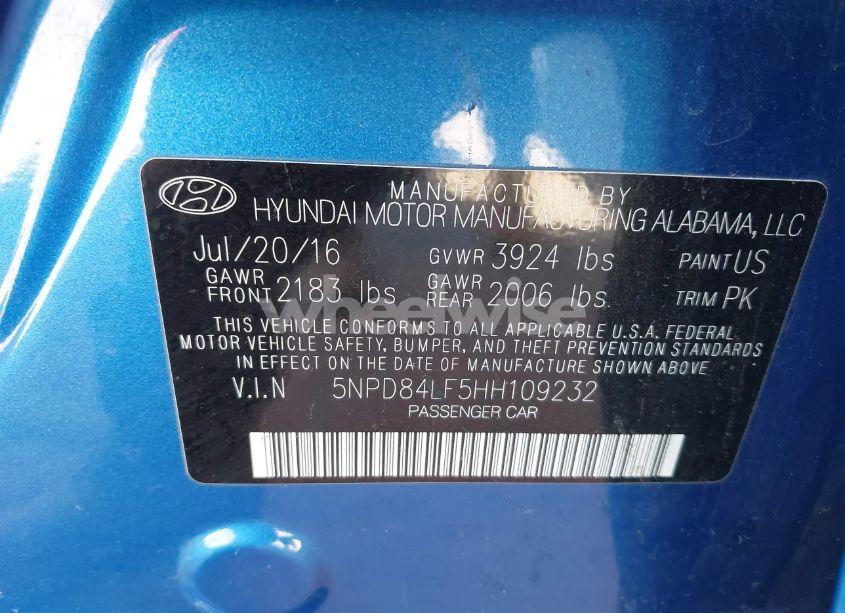 MANUFACTURED BY
HYUNDAI MOTOR MANUFACTURING ALABAMA, LLC
Jul/20/16 GVWR 3924 lbs PAINT US
GAWR FRONT 2183 lbs GAWR REAR 2006 lbs TRIM PK
wheelwise
THIS VEHICLE CONFORMS TO ALL APPLICABLE U.S.A. FEDERAL
MOTOR VEHICLE SAFETY, BUMPER, AND THEFT PREVENTION STANDARDS
IN EFFECT ON THE DATE OF MANUFACTURE SHOWN ABOVE
V.I.N 5NPD84LF5HH109232
PASSENGER CAR